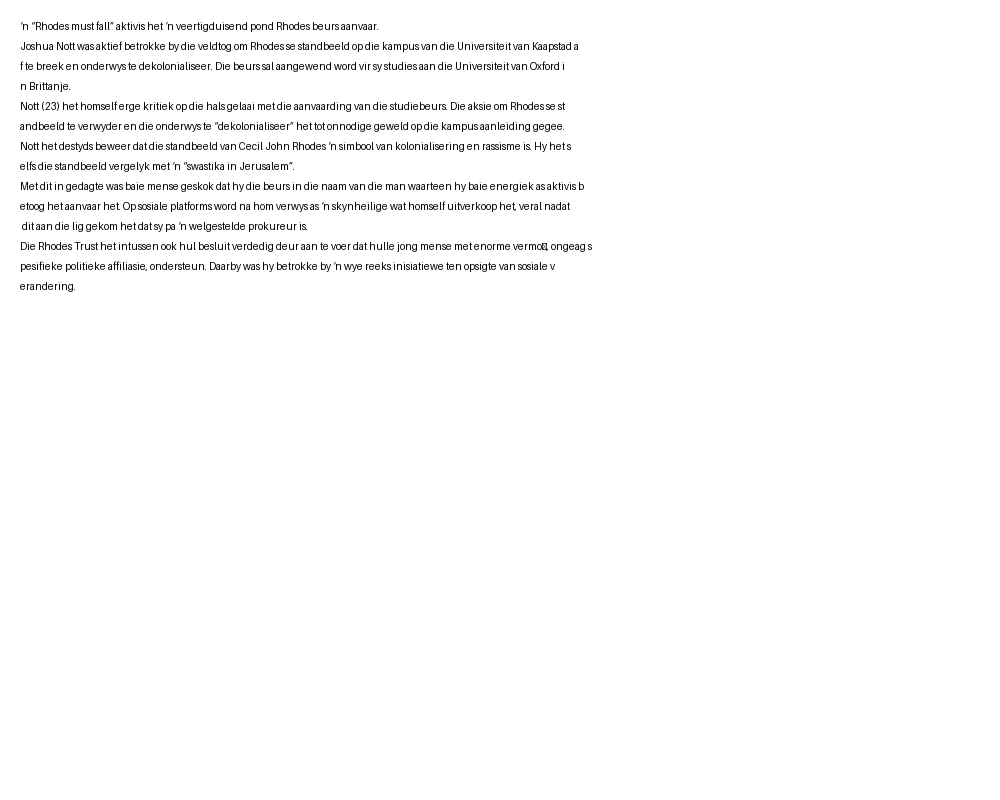 'n "Rhodes must fall" aktivis het 'n veertigduisend pond Rhodes beurs aanvaar.
Joshua Nott was aktief betrokke by die veldtog om Rhodes se standbeeld op die kampus van die Universiteit van Kaapstad a
f te breek en onderwys te dekolonialiseer. Die beurs sal aangewend word vir sy studies aan die Universiteit van Oxford i
n Brittanje.
Nott (23) het homself erge kritiek op die hals gelaai met die aanvaarding van die studiebeurs. Die aksie om Rhodes se st
andbeeld te verwyder en die onderwys te "dekolonialiseer" het tot onnodige geweld op die kampus aanleiding gegee.
Nott het destyds beweer dat die standbeeld van Cecil John Rhodes 'n simbool van kolonialisering en rassisme is. Hy het s
elfs die standbeeld vergelyk met 'n "swastika in Jerusalem".
Met dit in gedagte was baie mense geskok dat hy die beurs in die naam van die man waarteen hy baie energiek as aktivis b
etoog het aanvaar het. Op sosiale platforms word na hom verwys as 'n skynheilige wat homself uitverkoop het, veral nadat
dit aan die lig gekom het dat sy pa 'n welgestelde prokureur is.
Die Rhodes Trust het intussen ook hul besluit verdedig deur aan te voer dat hulle jong mense met enorme , ongeag s
pesifieke politieke affiliasie, ondersteun. Daarby was hy betrokke by 'n wye reeks inisiatiewe ten opsigte van sosiale v
erandering.